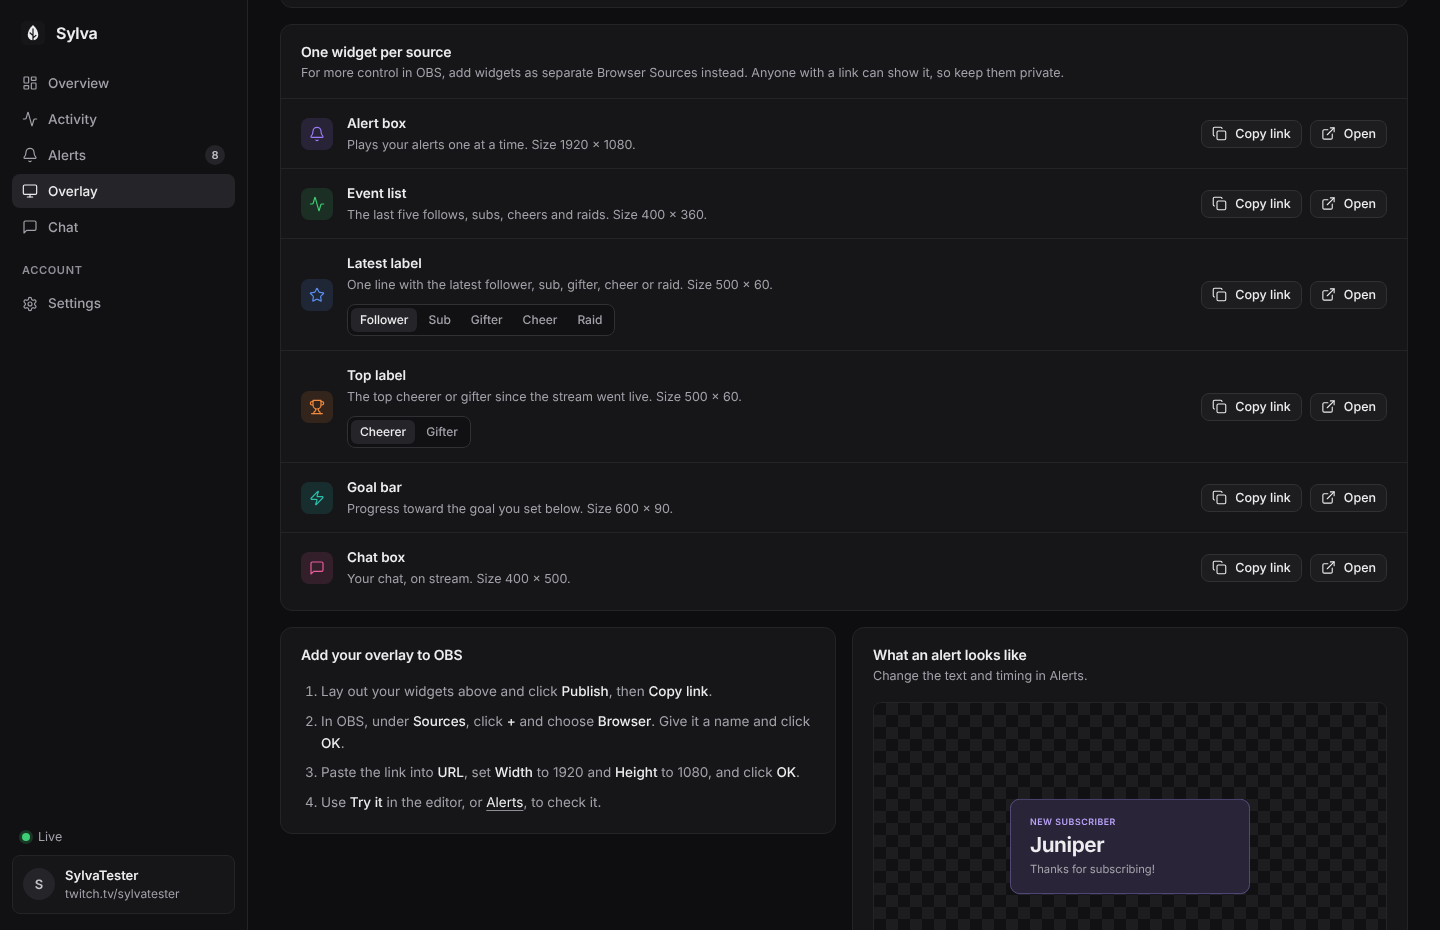 Sylva
Overview
Activity
Alerts
8
Overlay
Chat
ACCOUNT
Settings
Live
S
SylvaTester
twitch.tv/sylvatester
One widget per source
For more control in OBS, add widgets as separate Browser Sources instead. Anyone with a link can show it, so keep them private.
Alert box
Plays your alerts one at a time. Size 1920 × 1080.
Copy link
Open
Event list
The last five follows, subs, cheers and raids. Size 400 × 360.
Copy link
Open
Latest label
One line with the latest follower, sub, gifter, cheer or raid. Size 500 × 60.
Follower Sub Gifter Cheer Raid
Copy link
Open
Top label
The top cheerer or gifter since the stream went live. Size 500 × 60.
Cheerer Gifter
Copy link
Open
Goal bar
Progress toward the goal you set below. Size 600 × 90.
Copy link
Open
Chat box
Your chat, on stream. Size 400 × 500.
Copy link
Open
Add your overlay to OBS
1. Lay out your widgets above and click Publish, then Copy link.
2. In OBS, under Sources, click + and choose Browser. Give it a name and click
OK.
3. Paste the link into URL, set Width to 1920 and Height to 1080, and click OK.
4. Use Try it in the editor, or Alerts, to check it.
What an alert looks like
Change the text and timing in Alerts.
NEW SUBSCRIBER
Juniper
Thanks for subscribing!